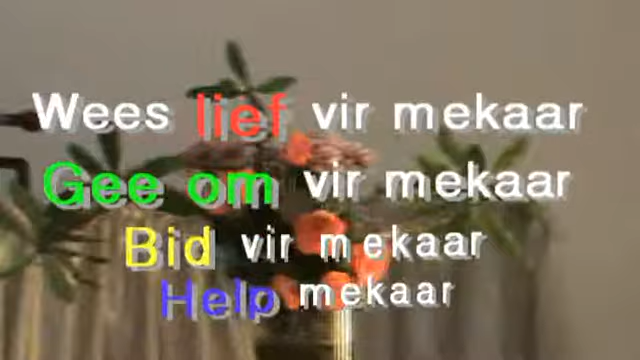 Wees lief vir mekaar
Gee om vir mekaar
Bid vir mekaar
Help mekaar